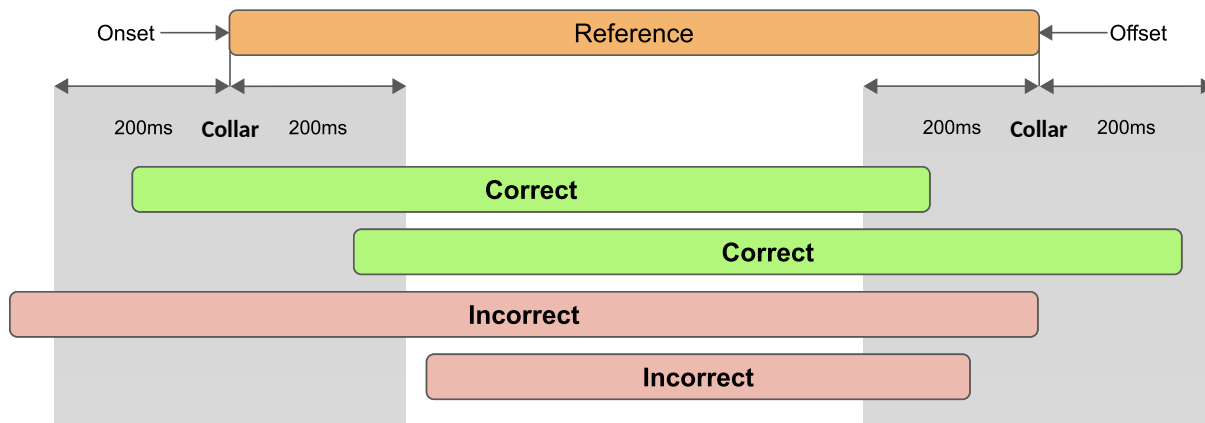 Onset
Reference
Offset
200ms Collar 200ms
200ms Collar 200ms
Correct
Correct
Incorrect
Incorrect